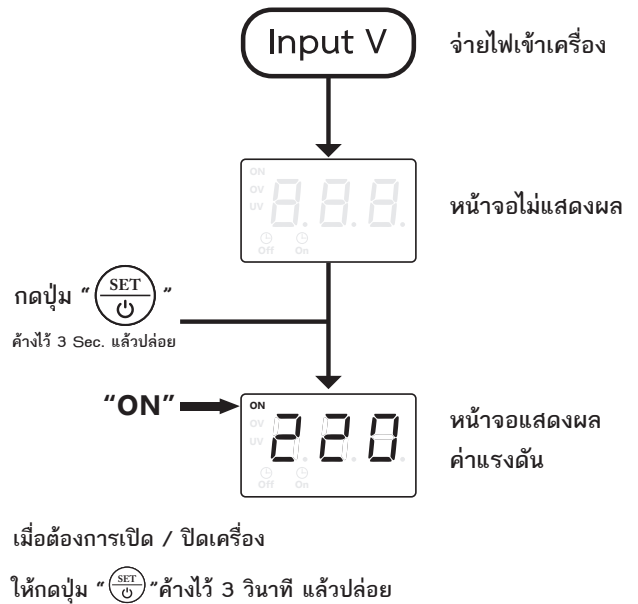 Input V
จ่ายไฟเข้าเครื่อง
ON
OV
UV
8.8.8.
Off On
หน้าจอไม่แสดงผล
กดปุ่ม “SET”
ค้างไว้ 3 Sec. แล้วปล่อย
“ON”
ON
OV
UV
220
Off On
หน้าจอแสดงผล
ค่าแรงดัน
เมื่อต้องการเปิด / ปิดเครื่อง
ให้กดปุ่ม “SET”ค้างไว้ 3 วินาที แล้วปล่อย